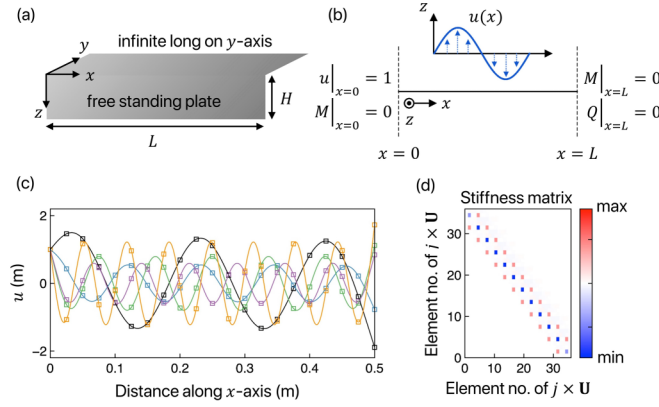 (a)
y
infinite long on y-axis
x
free standing plate
H
z
L
(b)
z
u(x)
u|x=0 = 1
M|x=0 = 0
x
z
M|x=L = 0
Q|x=L = 0
x = 0
x = L
(c)
2
0
−2
u (m)
0
0.1
0.2
0.3
0.4
0.5
Distance along x-axis (m)
(d)
Stiffness matrix
max
min
30
20
10
0
Element no. of i × U
0
10
20
30
Element no. of j × U